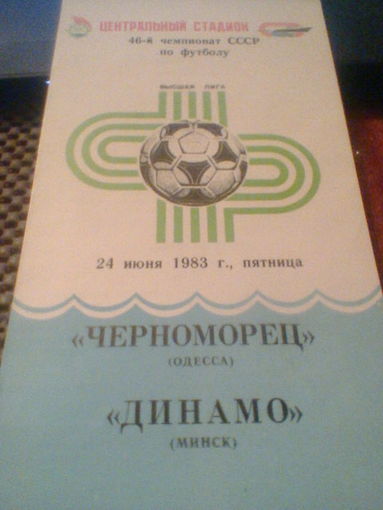 ЦЕНТРАЛЬНЫЙ СТАДИОН
46-й чемпионат СССР
по футболу
ВЫСШАЯ ЛИГА
24 июня 1983 г., пятница
«ЧЕРНОМОРЕЦ»
(ОДЕССА)
«ДИНАМО»
(МИНСК)